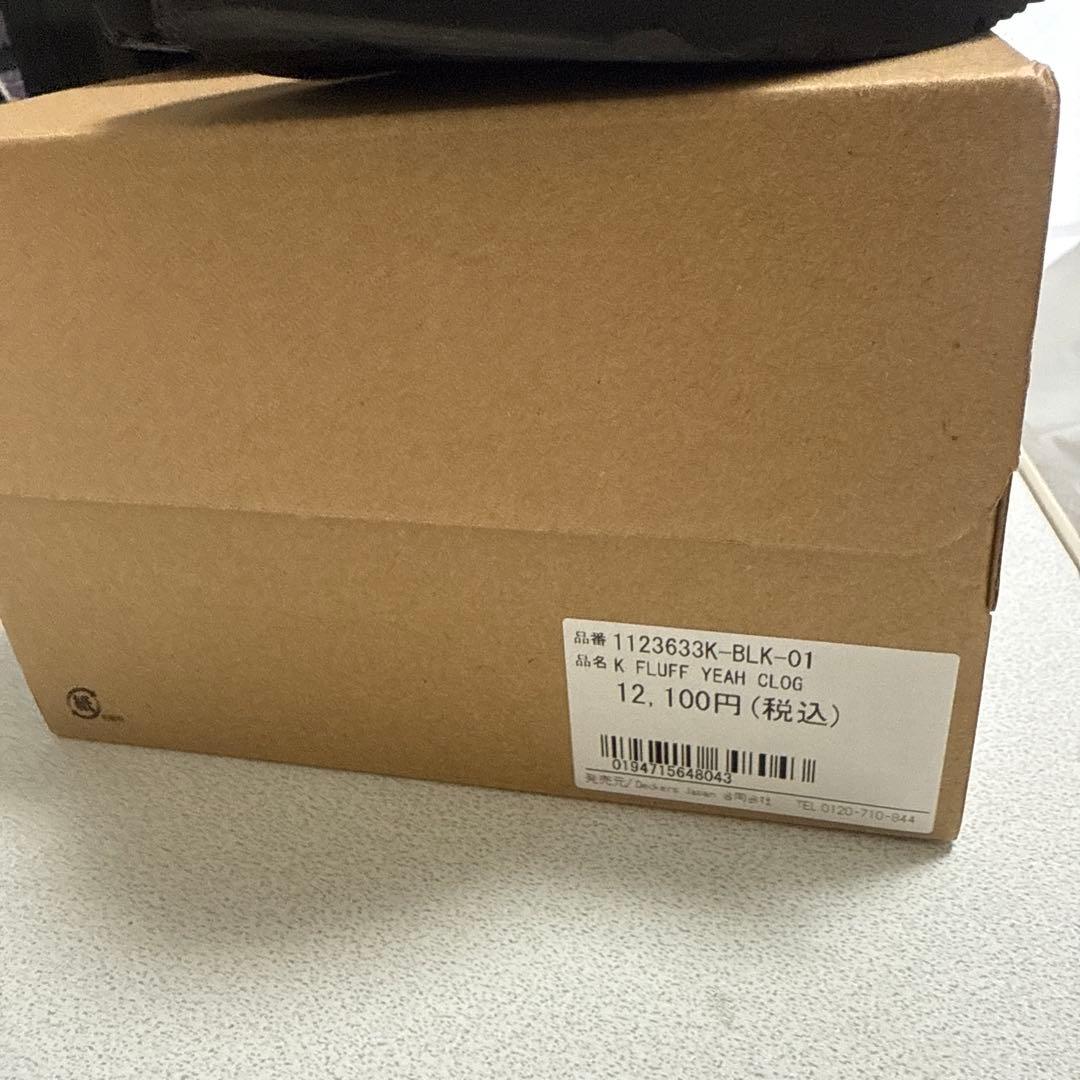 品番 1123633K-BLK-01
品名 K FLUFF YEAH CLOG
12,100円(税込)
0194715648043
発売元/Deckers Japan 合同会社 TEL.0120-710-844
紙